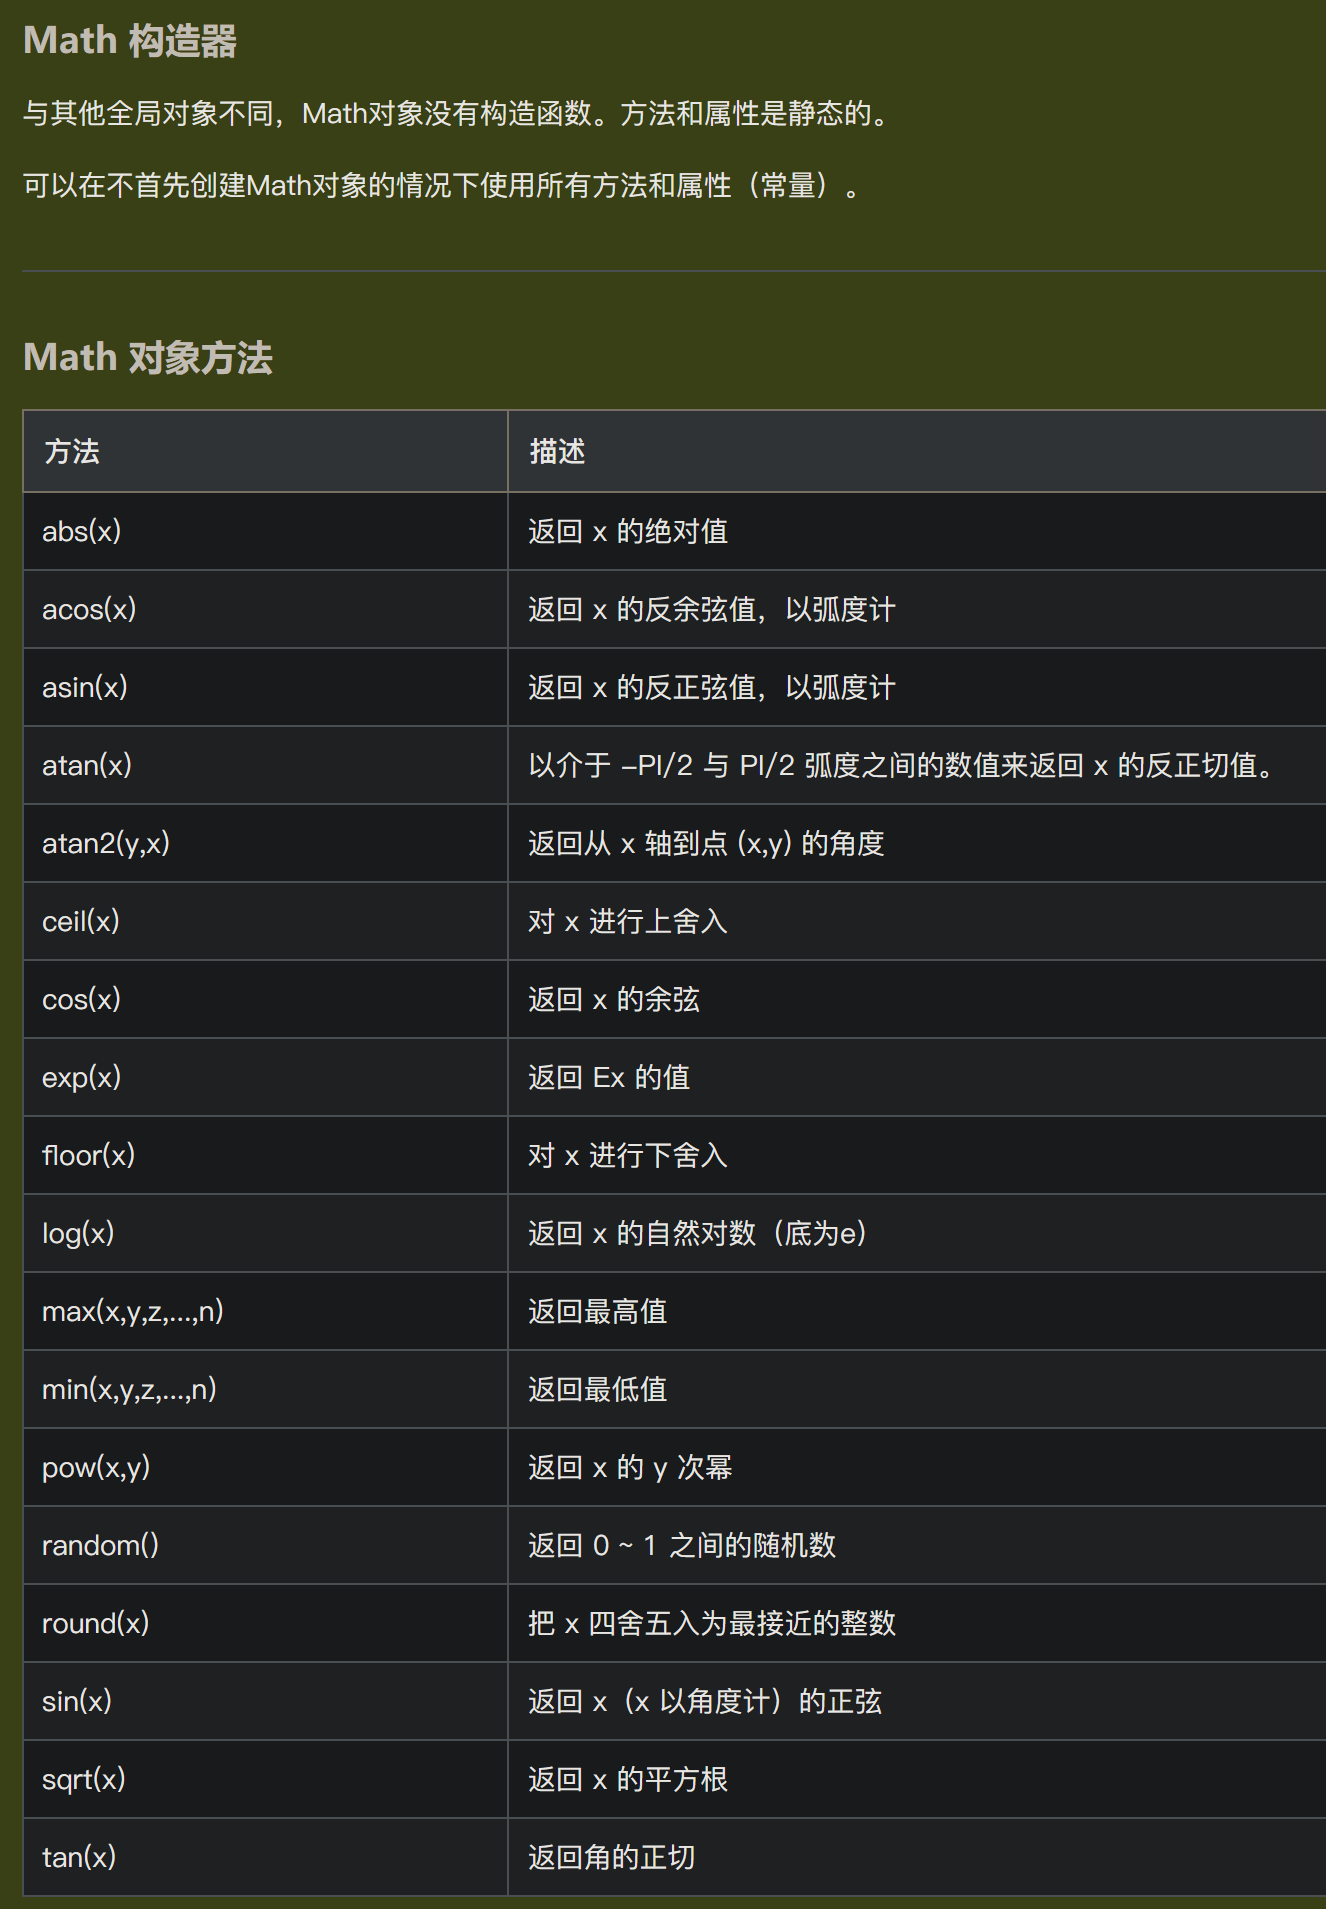 Math 构造器
与其他全局对象不同，Math对象没有构造函数。方法和属性是静态的。
可以在不首先创建Math对象的情况下使用所有方法和属性（常量）。
Math 对象方法
方法 描述
abs(x) 返回 x 的绝对值
acos(x) 返回 x 的反余弦值，以弧度计
asin(x) 返回 x 的反正弦值，以弧度计
atan(x) 以介于 -PI/2 与 PI/2 弧度之间的数值来返回 x 的反正切值。
atan2(y,x) 返回从 x 轴到点 (x,y) 的角度
ceil(x) 对 x 进行上舍入
cos(x) 返回 x 的余弦
exp(x) 返回 Ex 的值
floor(x) 对 x 进行下舍入
log(x) 返回 x 的自然对数（底为e）
max(x,y,z,...,n) 返回最高值
min(x,y,z,...,n) 返回最低值
pow(x,y) 返回 x 的 y 次幂
random() 返回 0 ~ 1 之间的随机数
round(x) 把 x 四舍五入为最接近的整数
sin(x) 返回 x（x 以角度计）的正弦
sqrt(x) 返回 x 的平方根
tan(x) 返回角的正切